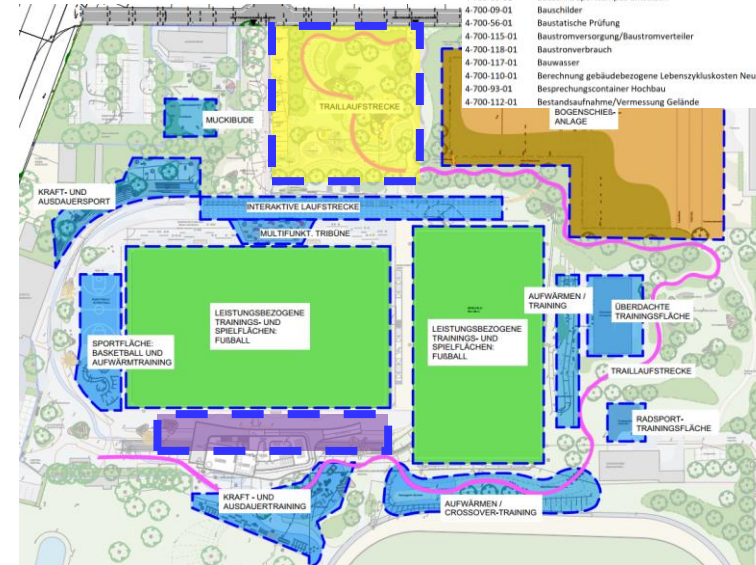 4-700-09-01 Bauschilder
4-700-56-01 Baustatische Prüfung
4-700-115-01 Baustromversorgung/Baustromverteiler
4-700-118-01 Baustronverbrauch
4-700-117-01 Bauwasser
4-700-110-01 Berechnung gebäudebezogene Lebenszykluskosten Neu
4-700-93-01 Besprechungscontainer Hochbau
4-700-112-01 Bestandsaufnahme/Vermessung Gelände
BOGENSCHIEß-
ANLAGE
TRAILLAUFSTRECKE
MUCKIBUDE
KRAFT- UND
AUSDAUERSPORT
INTERAKTIVE LAUFSTRECKE
MULTIFUNKT. TRIBÜNE
LEISTUNGSBEZOGENE
TRAININGS- UND
SPIELFLÄCHEN:
FUßBALL
LEISTUNGSBEZOGENE
TRAININGS- UND
SPIELFLÄCHEN:
FUßBALL
AUFWÄRMEN /
TRAINING
ÜBERDACHTE
TRAININGSFLÄCHE
SPORTFLÄCHE:
BASKETBALL UND
AUFWÄRMTRAINING
TRAILLAUFSTRECKE
RADSPORT-
TRAININGSFLÄCHE
KRAFT - UND
AUSDAUERTRAINING
AUFWÄRMEN /
CROSSOVER-TRAINING